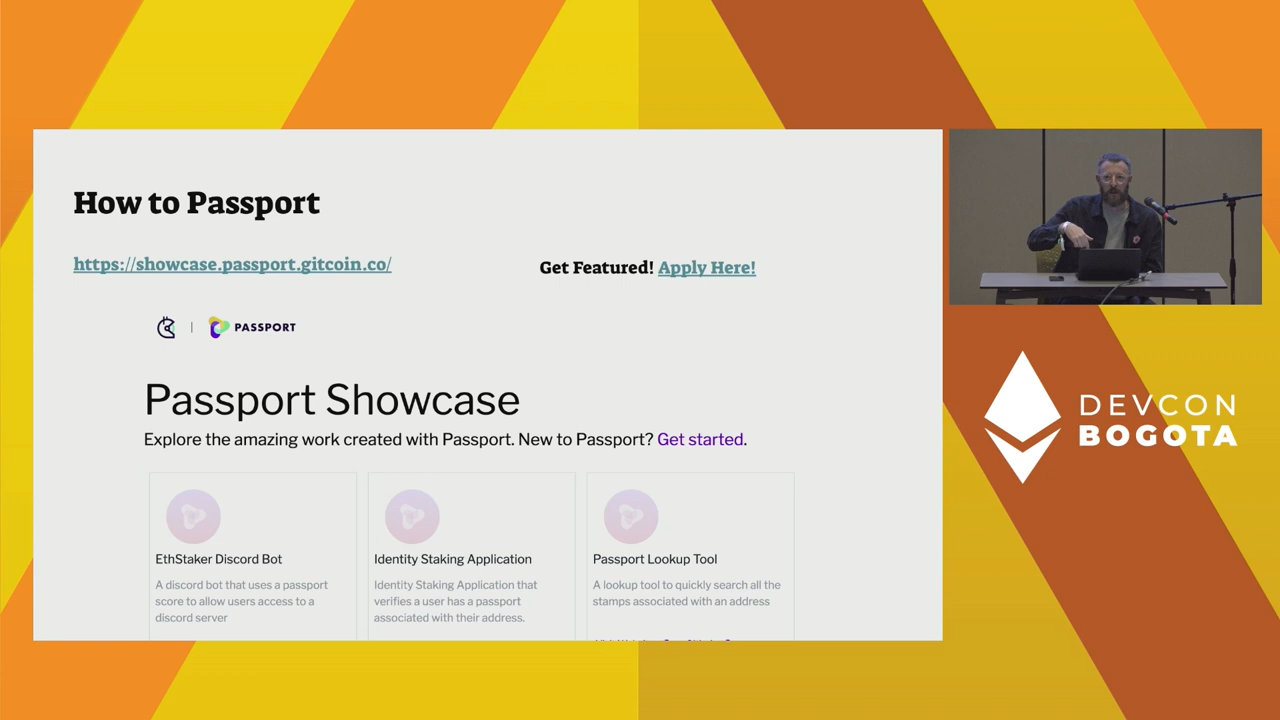 How to Passport
https://showcase.passport.gitcoin.co/
Get Featured! Apply Here!
PASSPORT
Passport Showcase
Explore the amazing work created with Passport. New to Passport? Get started.
EthStaker Discord Bot
A discord bot that uses a passport
score to allow users access to a
discord server
Identity Staking Application
Identity Staking Application that
verifies a user has a passport
associated with their address.
Passport Lookup Tool
A lookup tool to quickly search all the
stamps associated with an address
DEVCON
BOGOTA